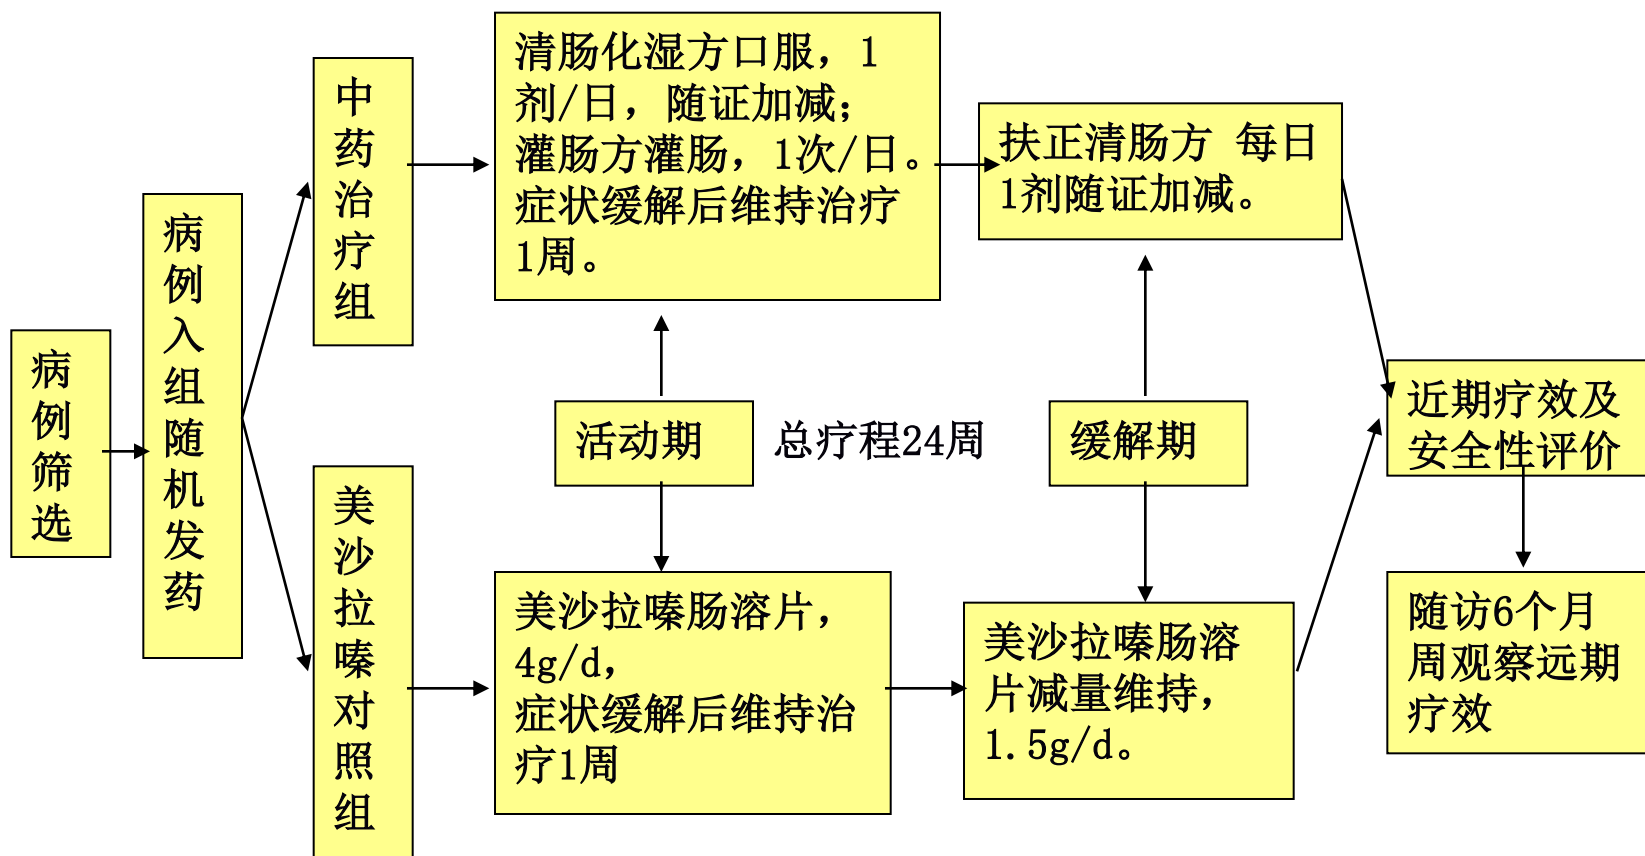 病例筛选
病例入组随机发药
中药治疗组
清肠化湿方口服，1
剂/日，随证加减；
灌肠方灌肠，1次/日。
症状缓解后维持治疗
1周。
扶正清肠方 每日
1剂随证加减。
活动期
总疗程24周
缓解期
近期疗效及
安全性评价
美沙拉嗪对照组
美沙拉嗪肠溶片，
4g/d，
症状缓解后维持治
疗1周
美沙拉嗪肠溶
片减量维持，
1.5g/d。
随访6个月
周观察远期
疗效